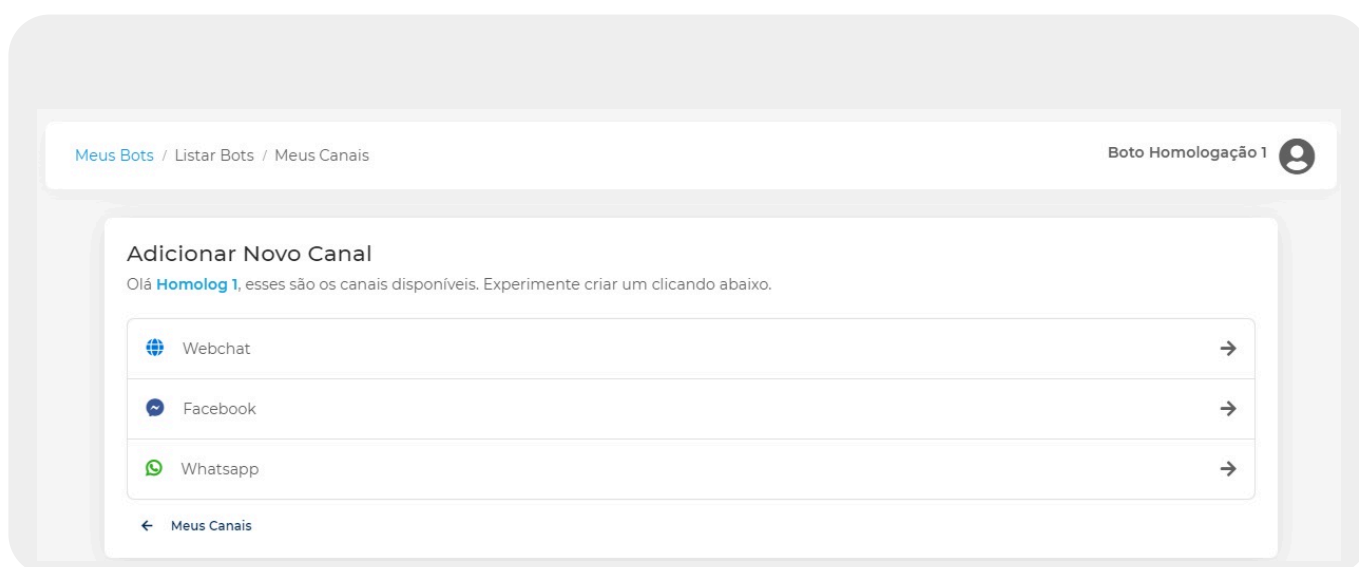 Meus Bots / Listar Bots / Meus Canais
Boto Homologação 1
Adicionar Novo Canal
Olá Homolog 1, esses são os canais disponíveis. Experimente criar um clicando abaixo.
Webchat
Facebook
Whatsapp
Meus Canais